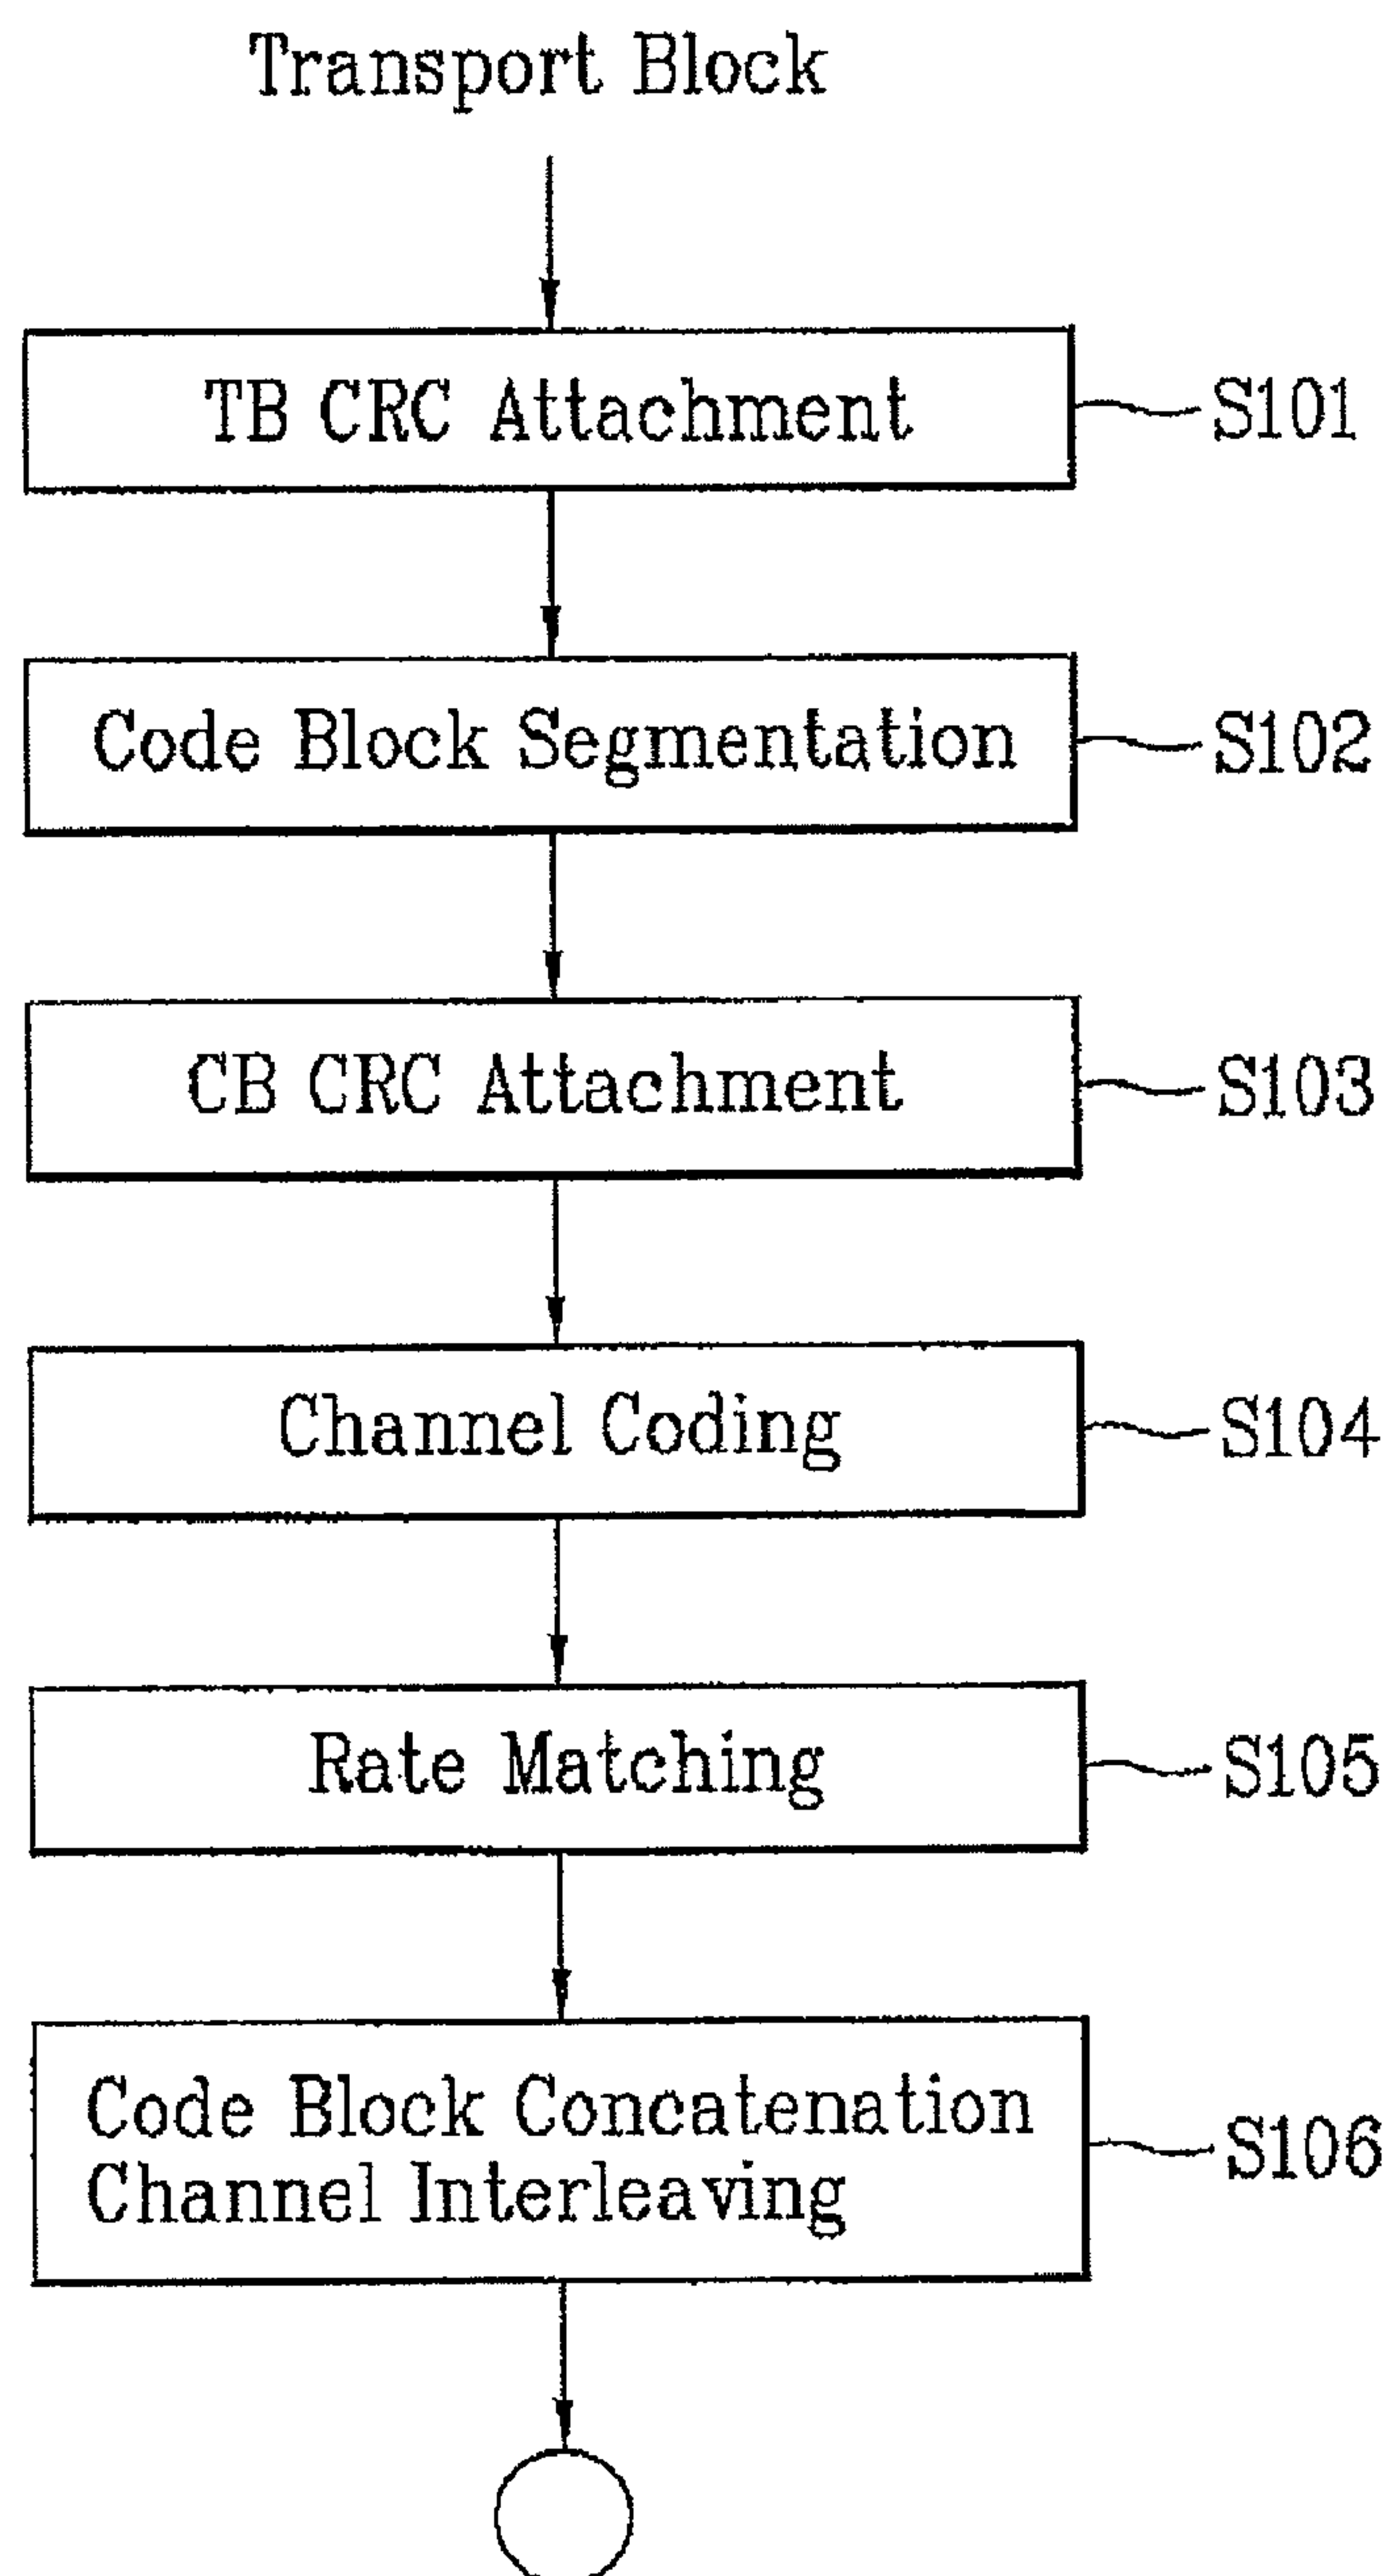 Transport Block
TB CRC Attachment
S101
Code Block Segmentation
S102
CB CRC Attachment
S103
Channel Coding
S104
Rate Matching
S105
Code Block Concatenation
Channel Interleaving
S106